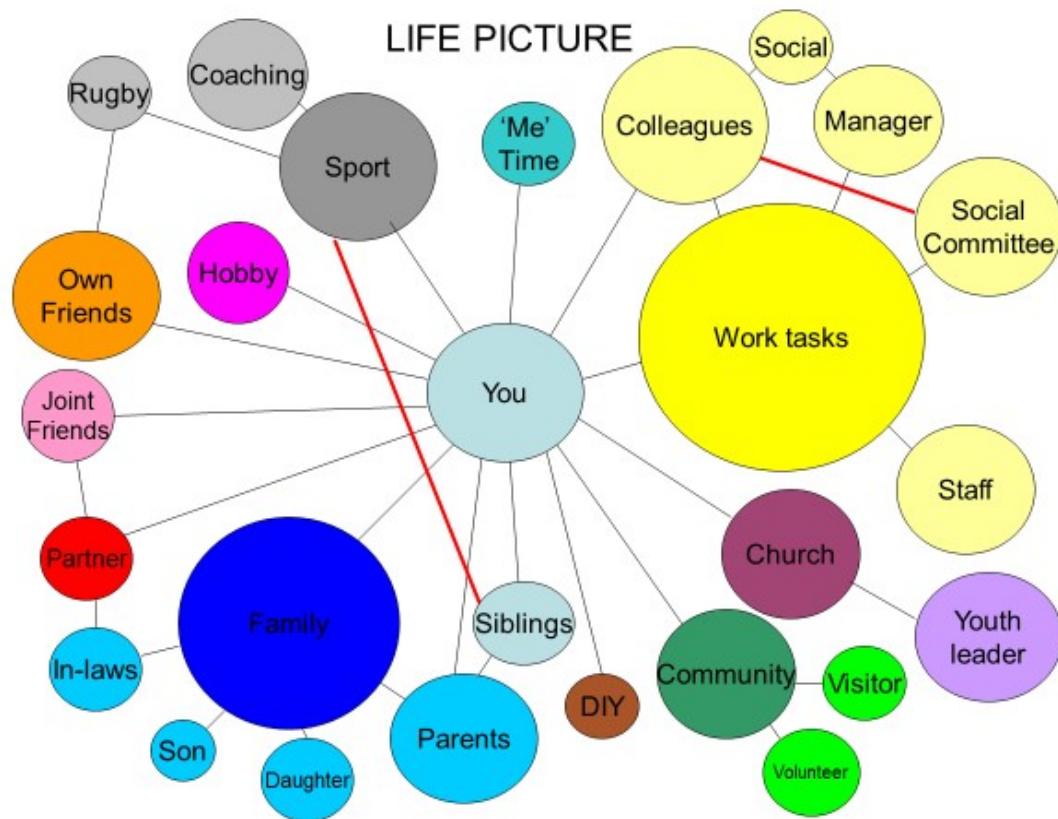 LIFE PICTURE
Social
Coaching
Rugby
Colleagues
Manager
'Me'
Time
Sport
Social
Committee
Own
Friends
Hobby
Work tasks
You
Joint
Friends
Staff
Partner
Church
Family
Siblings
Youth
leader
In-laws
Community
Visitor
DIY
Parents
Son
Daughter
Volunteer